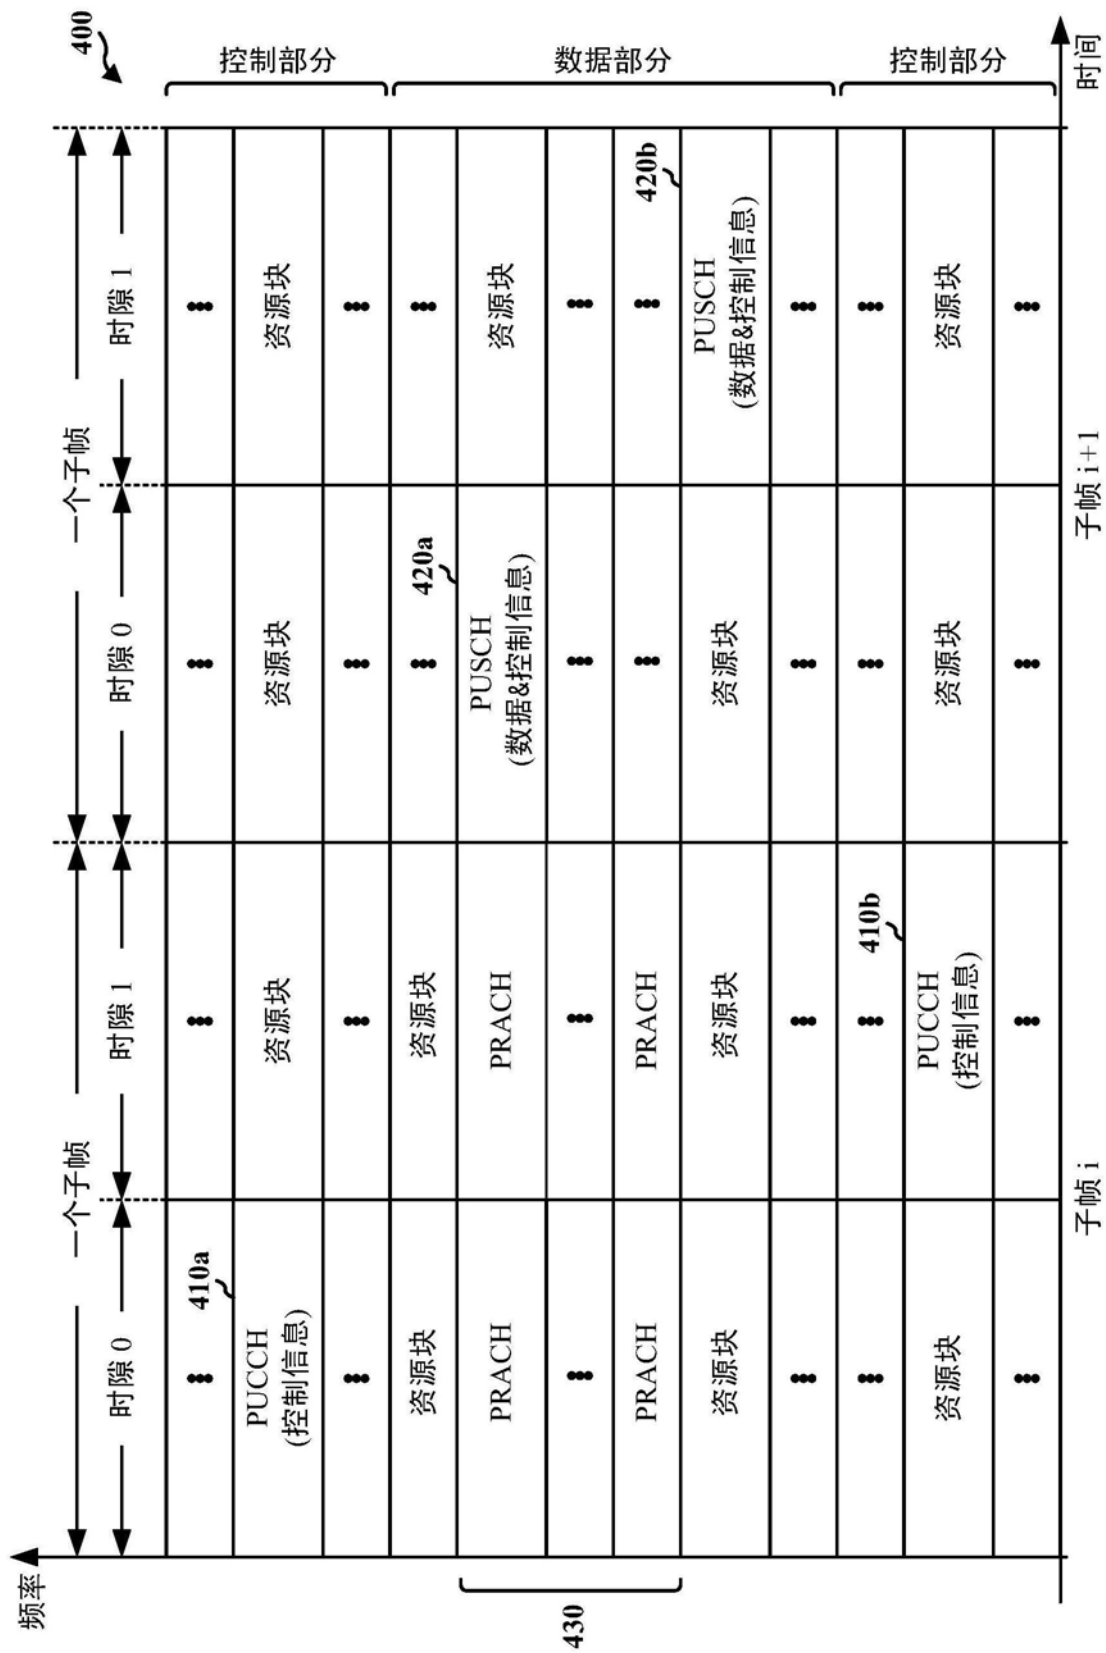 400
频率
一个子帧
一个子帧
时隙 0
时隙 1
时隙 0
时隙 1
410a
PUCCH
(控制信息)
资源块
资源块
资源块
控制部分
资源块
资源块
420a
PRACH
PRACH
PUSCH
(数据&控制信息)
资源块
数据部分
430
PRACH
PRACH
420b
资源块
资源块
资源块
PUSCH
(数据&控制信息)
410b
资源块
PUCCH
(控制信息)
资源块
资源块
控制部分
子帧 i
子帧 i+1
时间